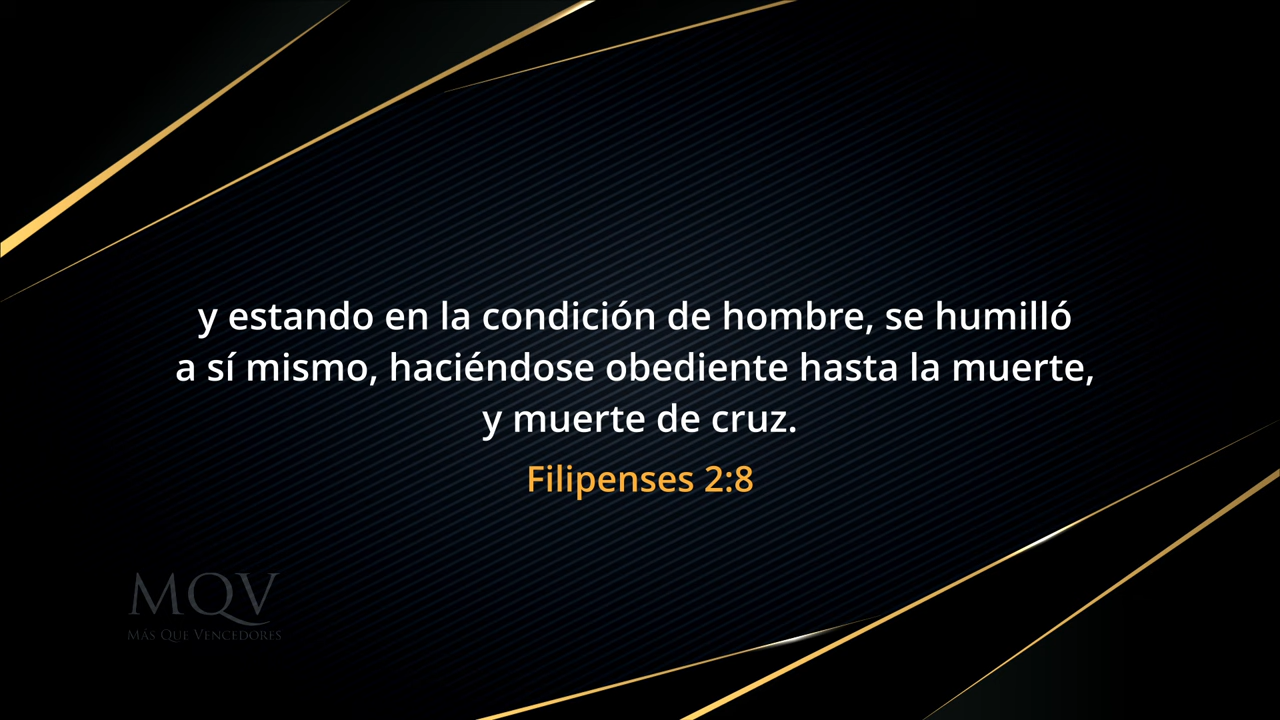 y estando en la condición de hombre, se humilló
a sí mismo, haciéndose obediente hasta la muerte,
y muerte de cruz.
Filipenses 2:8
MQV
MÁS QUE VENCEDORES